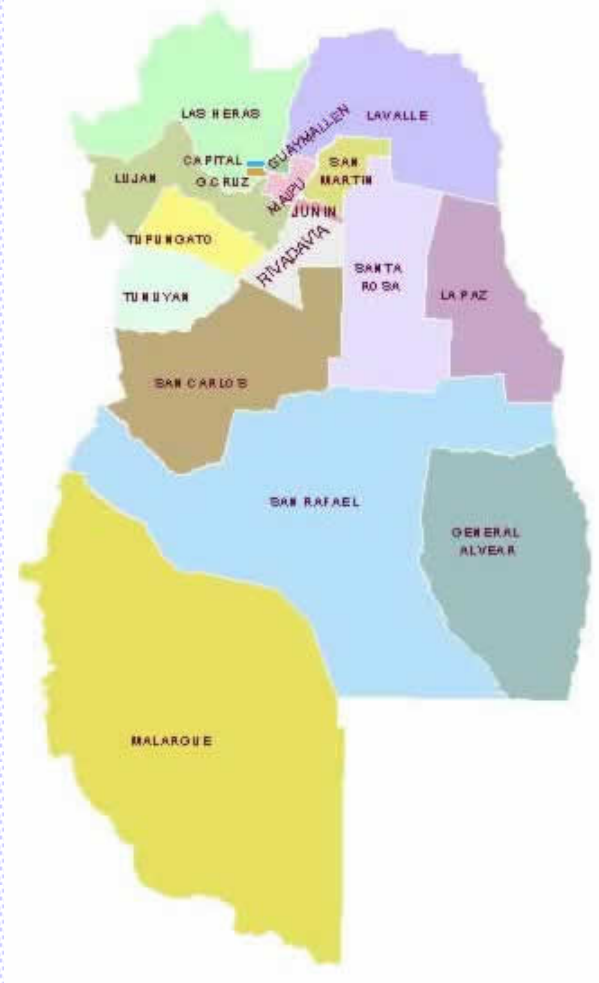 LAS HERAS
LAVALLE
GUAYMALLEN
CAPITAL
SAN
MARTIN
LUJAN
G.CRUZ
MAIPU
JUNIN
TUPUNGATO
RIVADAVIA
SANTA
ROSA
TUNUYAN
LA PAZ
SAN CARLOS
SAN RAFAEL
GENERAL
ALVEAR
MALARGUE